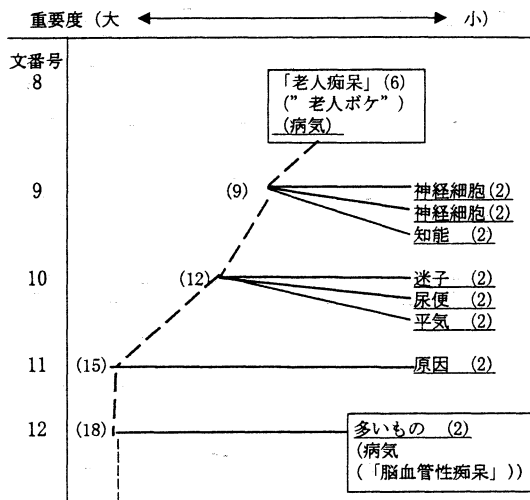 重要度 (大 小)
文番号
8
「老人痴呆」(6)
("老人ボケ")
(病気)
9 (9) 神経細胞(2)
神経細胞(2)
知能 (2)
10 (12) 迷子 (2)
尿便 (2)
平気 (2)
11 (15) 原因 (2)
12 (18) 多いもの (2)
(病気
(「脳血管性痴呆」))